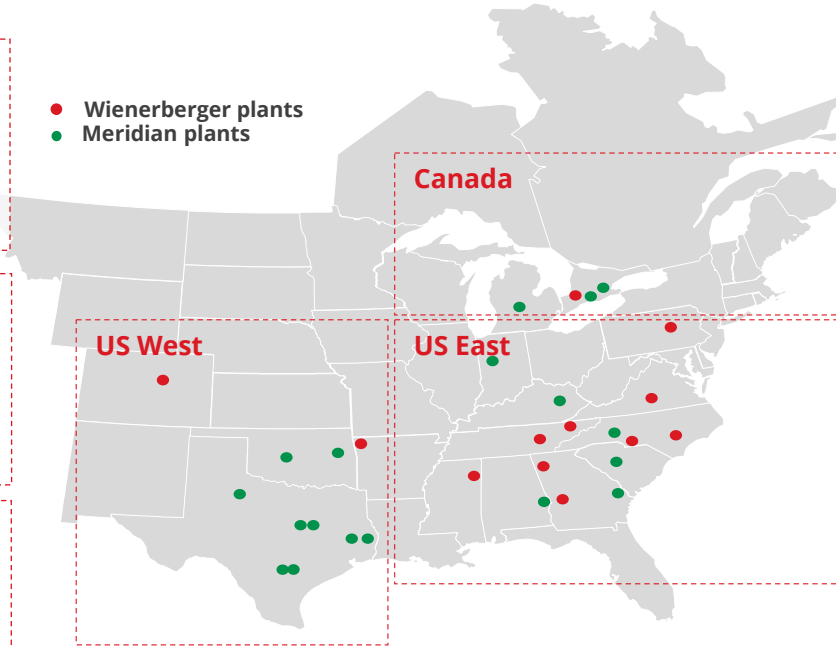 Wienerberger plants
Meridian plants
Canada
US West
US East